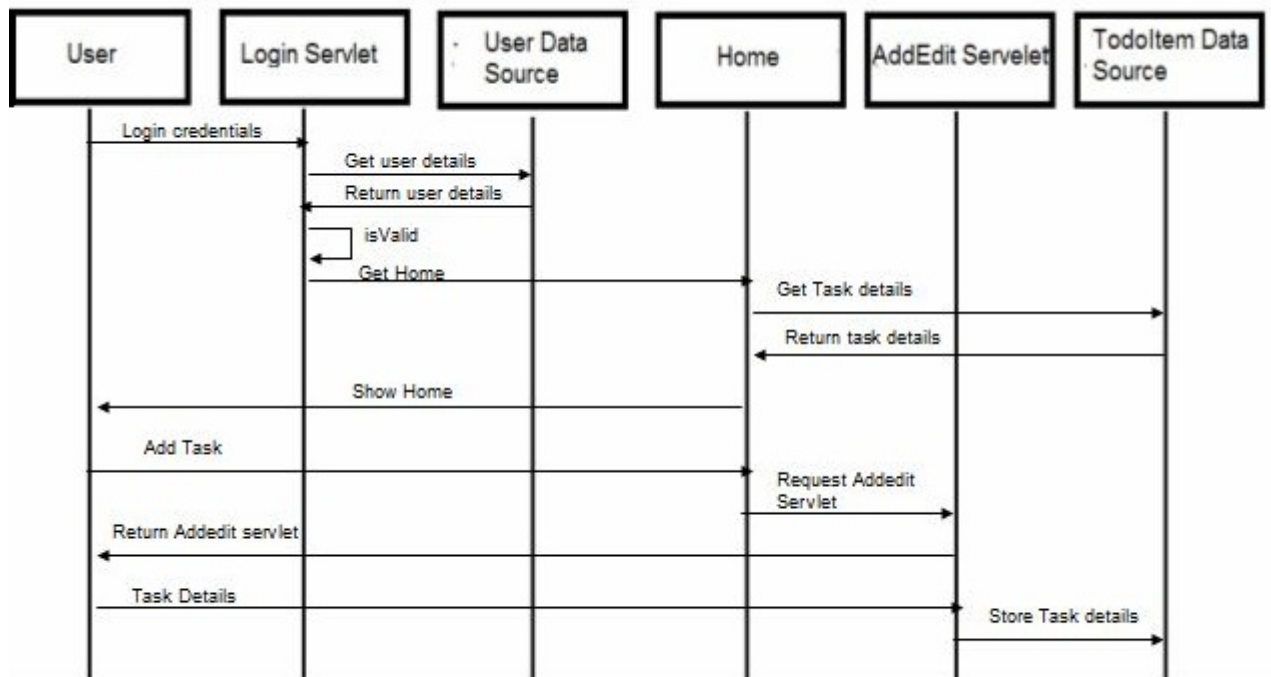 User
Login Servlet
User Data
Source
Home
AddEdit Servelet
TodoItem Data
Source
Login credentials
Get user details
Return user details
isValid
Get Home
Get Task details
Return task details
Show Home
Add Task
Request Addedit
Servlet
Return Addedit servlet
Task Details
Store Task details